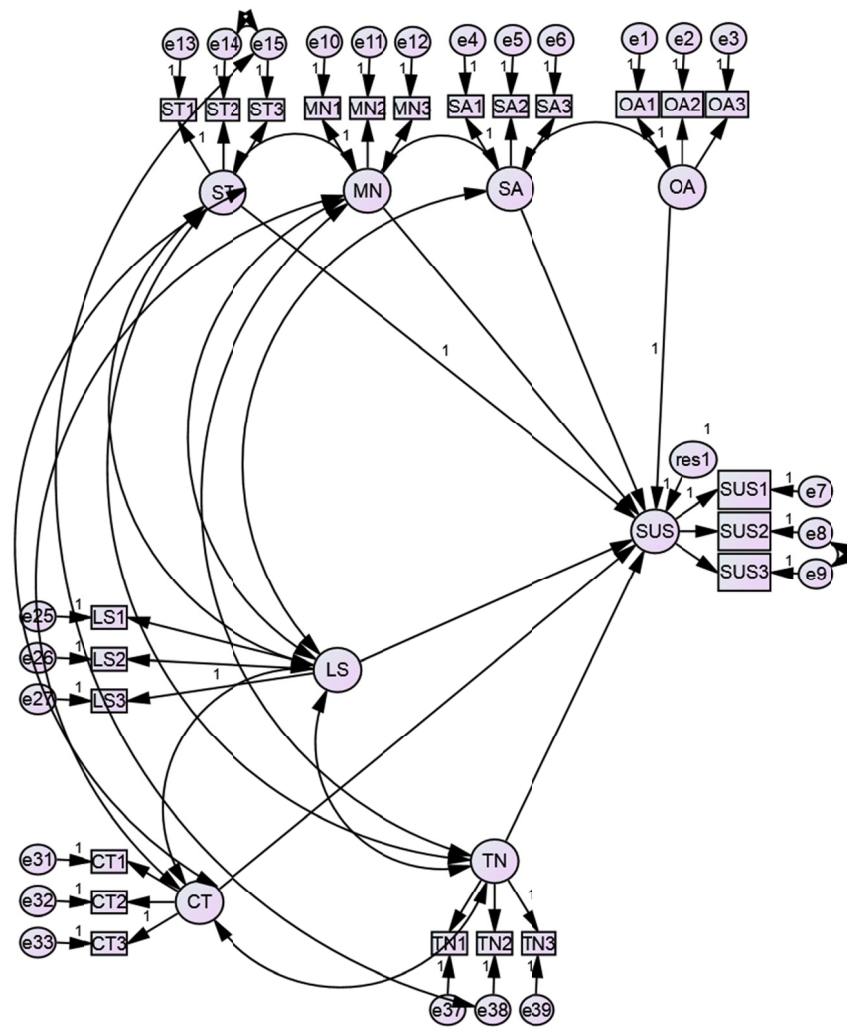 e13 e14 e15 e10 e11 e12 e4 e5 e6 e1 e2 e3
1 1 1 1 1 1 1 1 1 1 1 1
ST1 ST2 ST3 MN1 MN2 MN3 SA1 SA2 SA3 OA1 OA2 OA3
1 1 1 1
ST MN SA OA
1 1
1
res1
1 1 SUS1 1 e7
SUS SUS2 1 e8
SUS3 1 e9
e25 1 LS1
e26 1 LS2 LS
e27 1 LS3 1
e31 1 CT1 TN
e32 1 CT2 CT 1
e33 1 CT3 1 TN1 TN2 TN3
1 1 1
e37 e38 e39